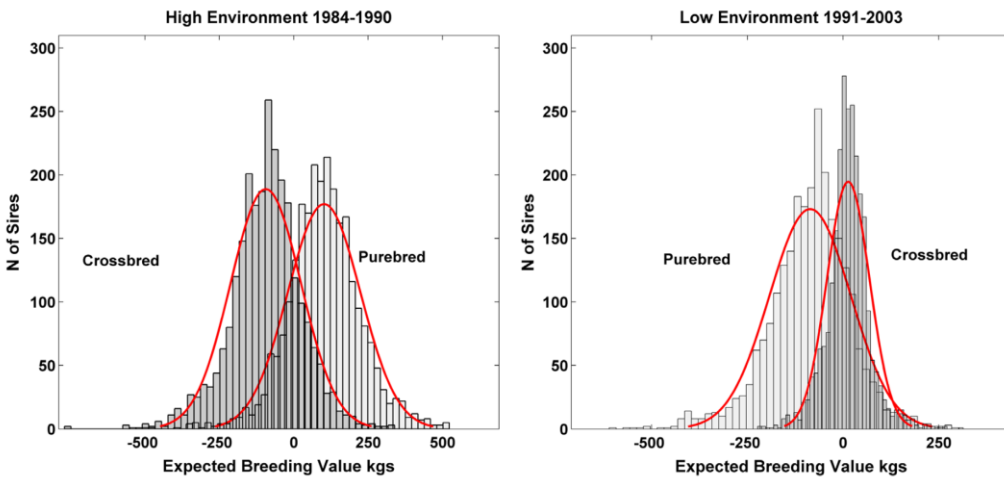 High Environment 1984-1990
N of Sires
300
250
200
150
100
50
0
Crossbred
Purebred
-500
-250
0
250
500
Expected Breeding Value kgs
Low Environment 1991-2003
N of Sires
300
250
200
150
100
50
0
Purebred
Crossbred
-500
-250
0
250
Expected Breeding Value kgs